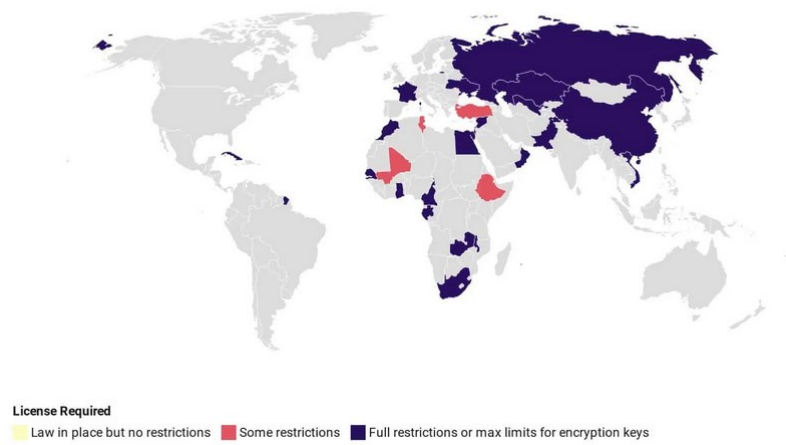 License Required
Law in place but no restrictions Some restrictions Full restrictions or max limits for encryption keys